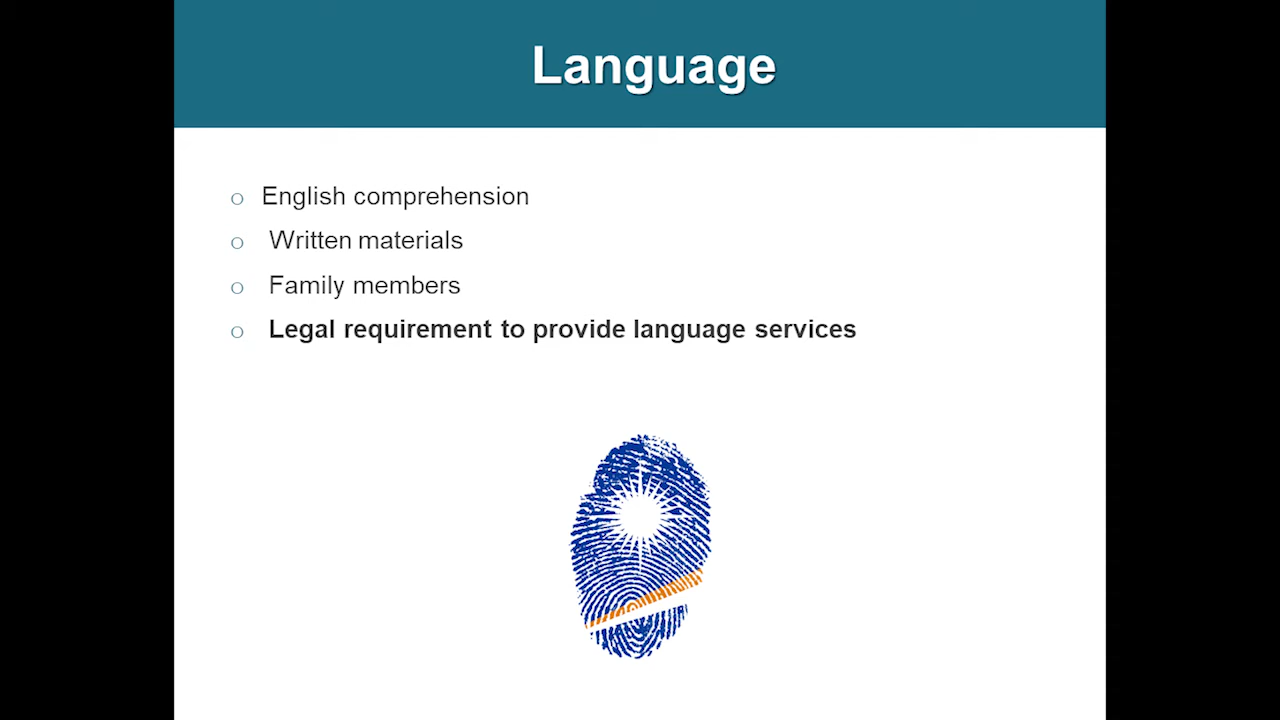 Language
English comprehension
Written materials
Family members
Legal requirement to provide language services